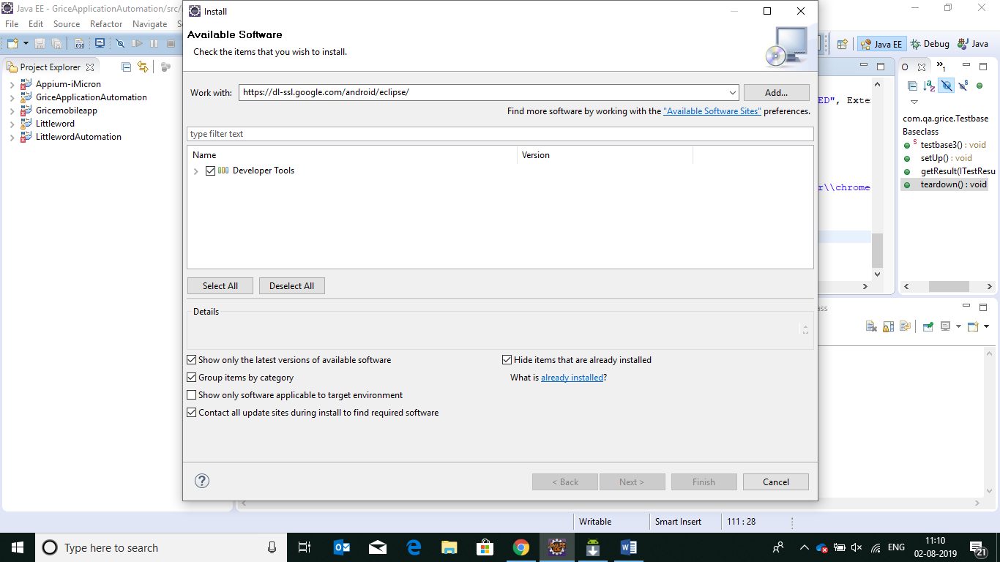 Java EE - GriceApplicationAutomation/src/
File Edit Source Refactor Navigate
Install
Available Software
Check the items that you wish to install.
Work with: https://dl-ssl.google.com/android/eclipse/ Add...
Find more software by working with the "Available Software Sites" preferences.
type filter text
Name Version
Developer Tools
Select All Deselect All
Details
Show only the latest versions of available software
Hide items that are already installed
Group items by category
What is already installed?
Show only software applicable to target environment
Contact all update sites during install to find required software
< Back Next > Finish Cancel
Project Explorer
Appium-iMicron
GriceApplicationAutomation
Gricemobileapp
Littleword
LittlewordAutomation
Java EE Debug Java
ED", Exte
r\\chrome
com.qa.grice.Testbase
Baseclass
testbase3() : void
setUp() : void
getResult(ITestResu
teardown() : void
ass
Writable Smart Insert 111 : 28
Type here to search
ENG
11:10
02-08-2019
21